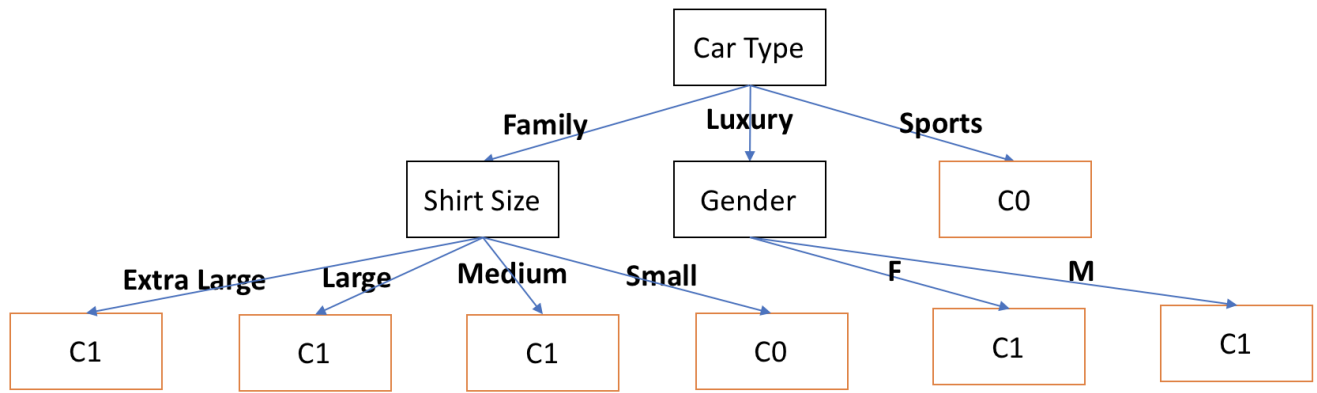 Car Type
Family
Luxury
Sports
Shirt Size
Gender
C0
Extra Large
Large
Medium
Small
F
M
C1
C1
C1
C0
C1
C1